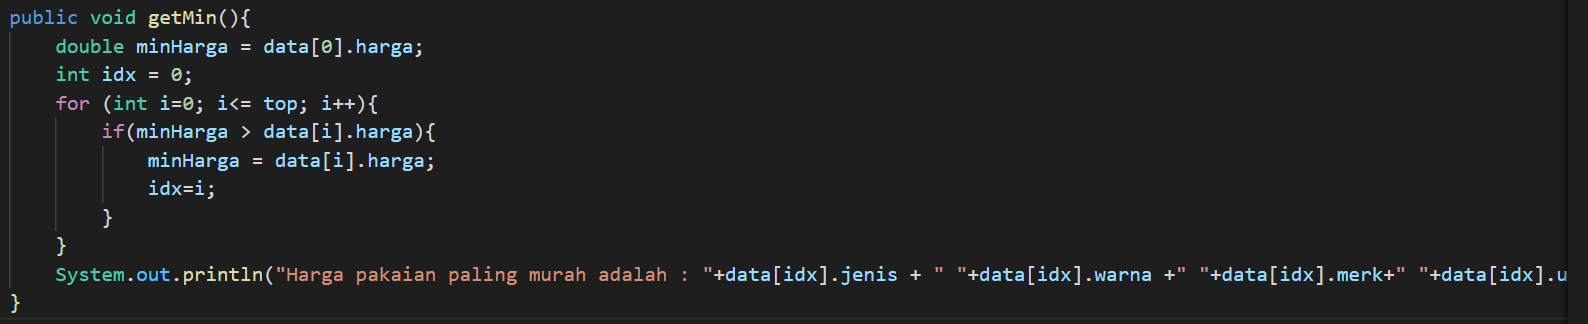 public void getMin(){
double minHarga = data[0].harga;
int idx = 0;
for (int i=0; i<= top; i++){
if(minHarga > data[i].harga){
minHarga = data[i].harga;
idx=i;
}
}
System.out.println("Harga pakaian paling murah adalah : "+data[idx].jenis + " "+data[idx].warna +" "+data[idx].merk+" "+data[idx].u
}